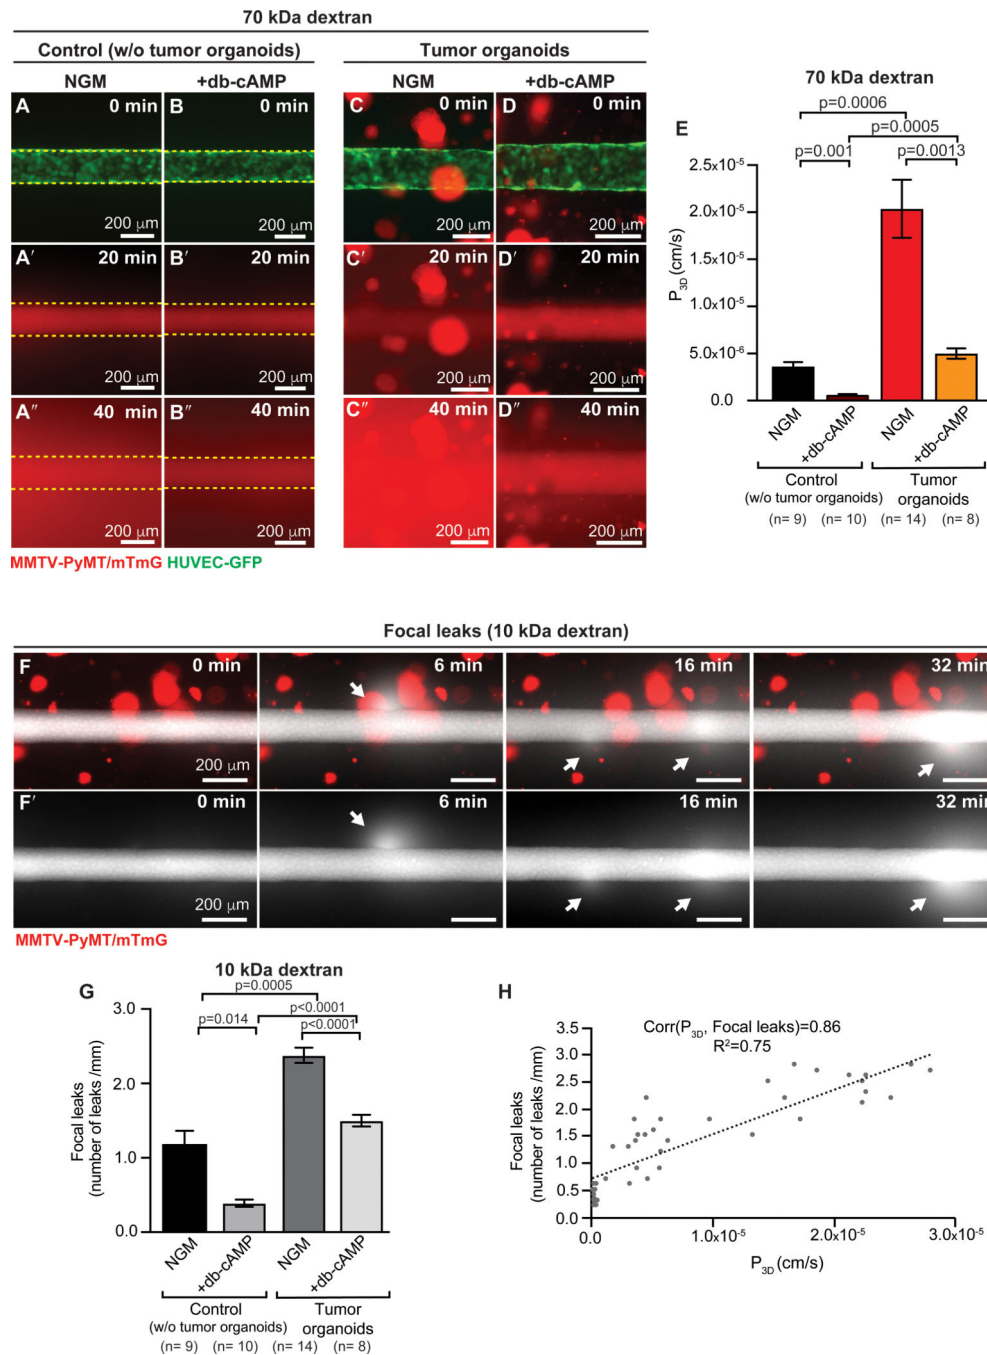 70 kDa dextran
Control (w/o tumor organoids)
Tumor organoids
NGM
+db-cAMP
NGM
+db-cAMP
A
0 min
200 μm
B
0 min
200 μm
C
0 min
200 μm
D
0 min
200 μm
A′
20 min
200 μm
B′
20 min
200 μm
C′
20 min
200 μm
D′
20 min
200 μm
A″
40 min
200 μm
B″
40 min
200 μm
C″
40 min
200 μm
D″
40 min
200 μm
MMTV-PyMT/mTmG HUVEC-GFP
E
70 kDa dextran
p=0.0006
p=0.0005
p=0.001
p=0.0013
P3D (cm/s)
2.5x10⁻⁵
2.0x10⁻⁵
1.5x10⁻⁵
1.0x10⁻⁵
5.0x10⁻⁶
0.0
NGM
+db-cAMP
NGM
+db-cAMP
Control
(w/o tumor organoids)
Tumor
organoids
(n= 9)
(n= 10)
(n= 14)
(n= 8)
Focal leaks (10 kDa dextran)
F
0 min
200 μm
6 min
16 min
32 min
F′
0 min
200 μm
6 min
16 min
32 min
MMTV-PyMT/mTmG
G
10 kDa dextran
p=0.0005
p<0.0001
p=0.014
p<0.0001
Focal leaks
(number of leaks /mm)
3.0
2.0
1.0
0.0
NGM
+db-cAMP
NGM
+db-cAMP
Control
(w/o tumor organoids)
Tumor
organoids
(n= 9)
(n= 10)
(n= 14)
(n= 8)
H
Corr(P3D, Focal leaks)=0.86
R²=0.75
Focal leaks
(number of leaks /mm)
3.5
3.0
2.5
2.0
1.5
1.0
0.5
0.0
0.0
1.0x10⁻⁵
2.0x10⁻⁵
3.0x10⁻⁵
P3D (cm/s)